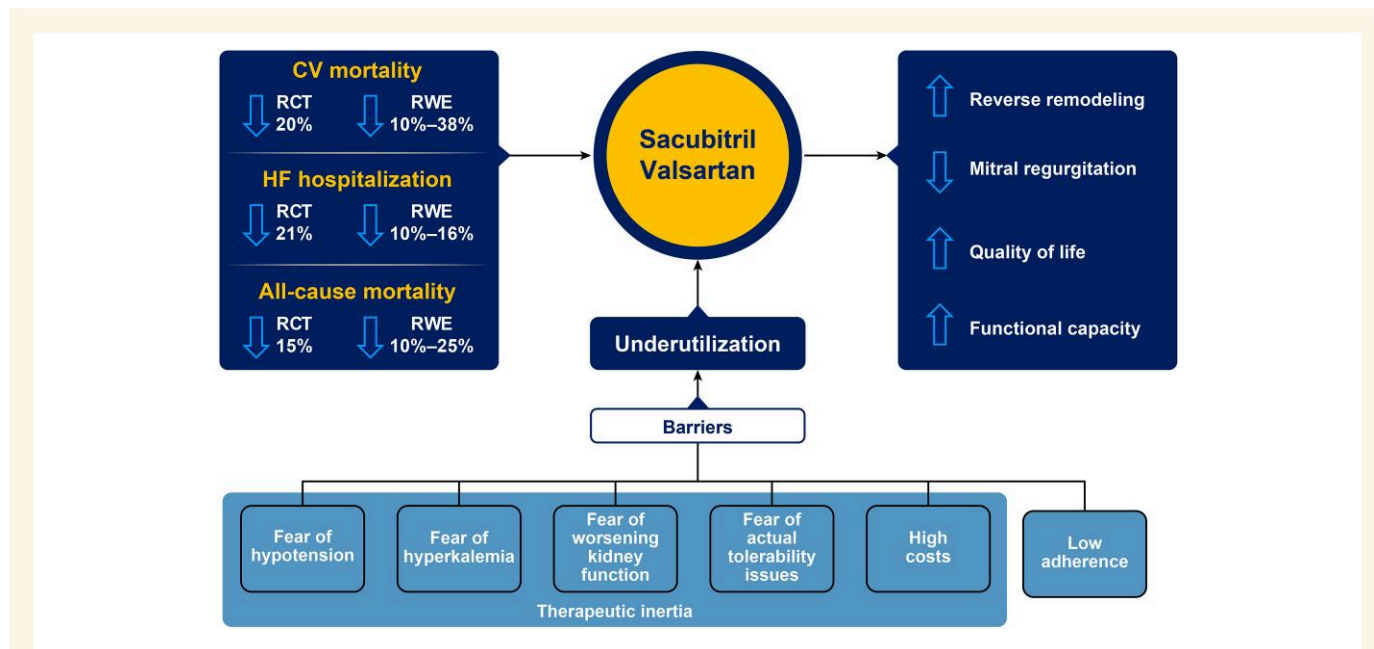 CV mortality
RCT
20%
RWE
10%–38%
HF hospitalization
RCT
21%
RWE
10%–16%
All-cause mortality
RCT
15%
RWE
10%–25%
Sacubitril
Valsartan
Reverse remodeling
Mitral regurgitation
Quality of life
Functional capacity
Underutilization
Barriers
Fear of
hypotension
Fear of
hyperkalemia
Fear of
worsening
kidney
function
Fear of
actual
tolerability
issues
High
costs
Low
adherence
Therapeutic inertia